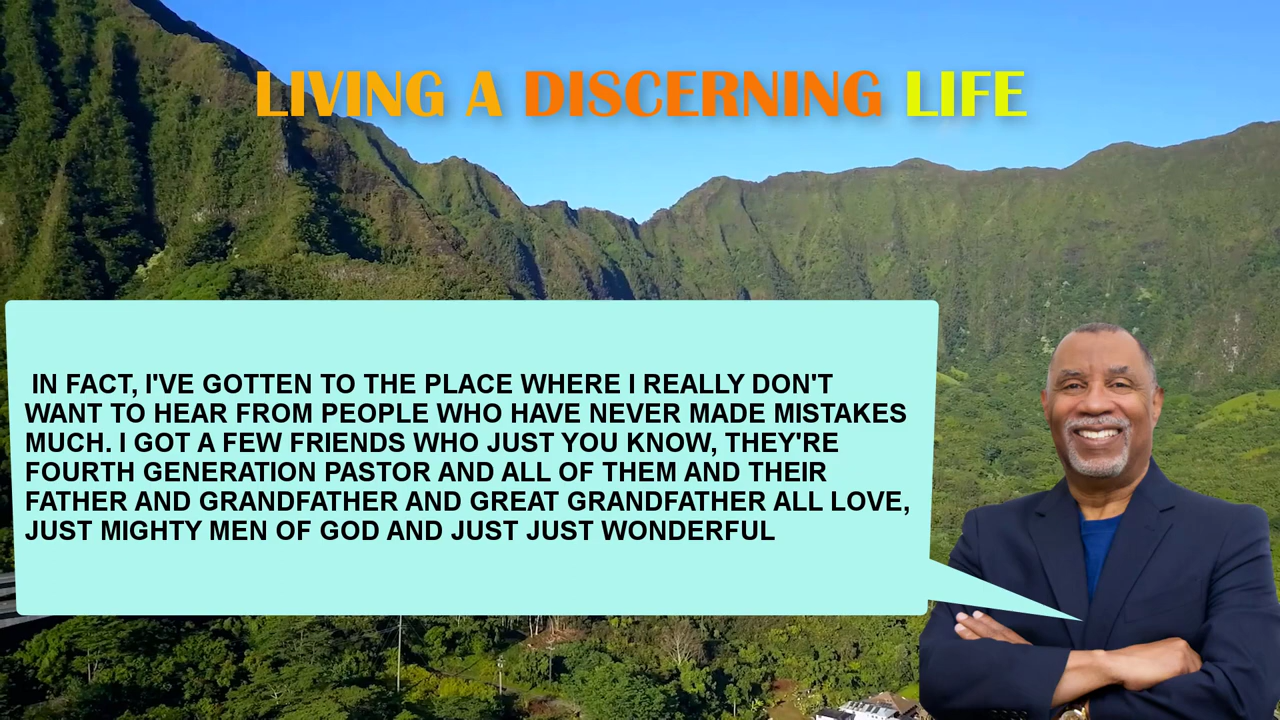 LIVING A DISCERNING LIFE
IN FACT, I'VE GOTTEN TO THE PLACE WHERE I REALLY DON'T
WANT TO HEAR FROM PEOPLE WHO HAVE NEVER MADE MISTAKES
MUCH. I GOT A FEW FRIENDS WHO JUST YOU KNOW, THEY'RE
FOURTH GENERATION PASTOR AND ALL OF THEM AND THEIR
FATHER AND GRANDFATHER AND GREAT GRANDFATHER ALL LOVE,
JUST MIGHTY MEN OF GOD AND JUST JUST WONDERFUL